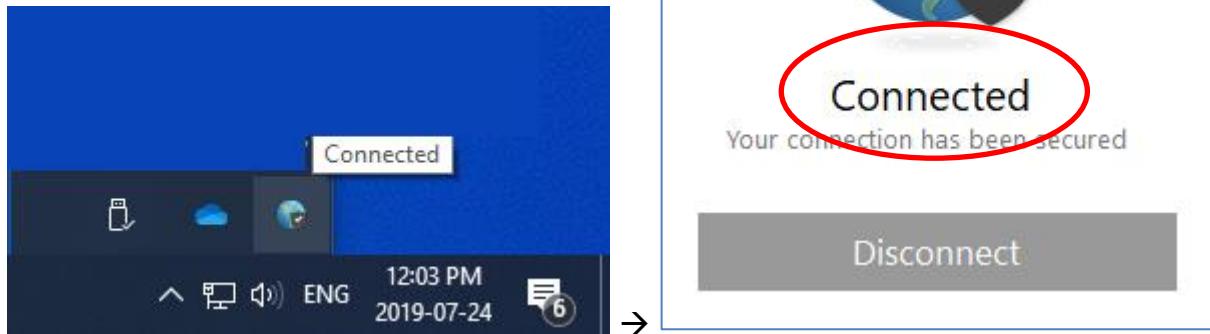 Connected
ENG
12:03 PM
2019-07-24
6
→
Connected
Your connection has been secured
Disconnect